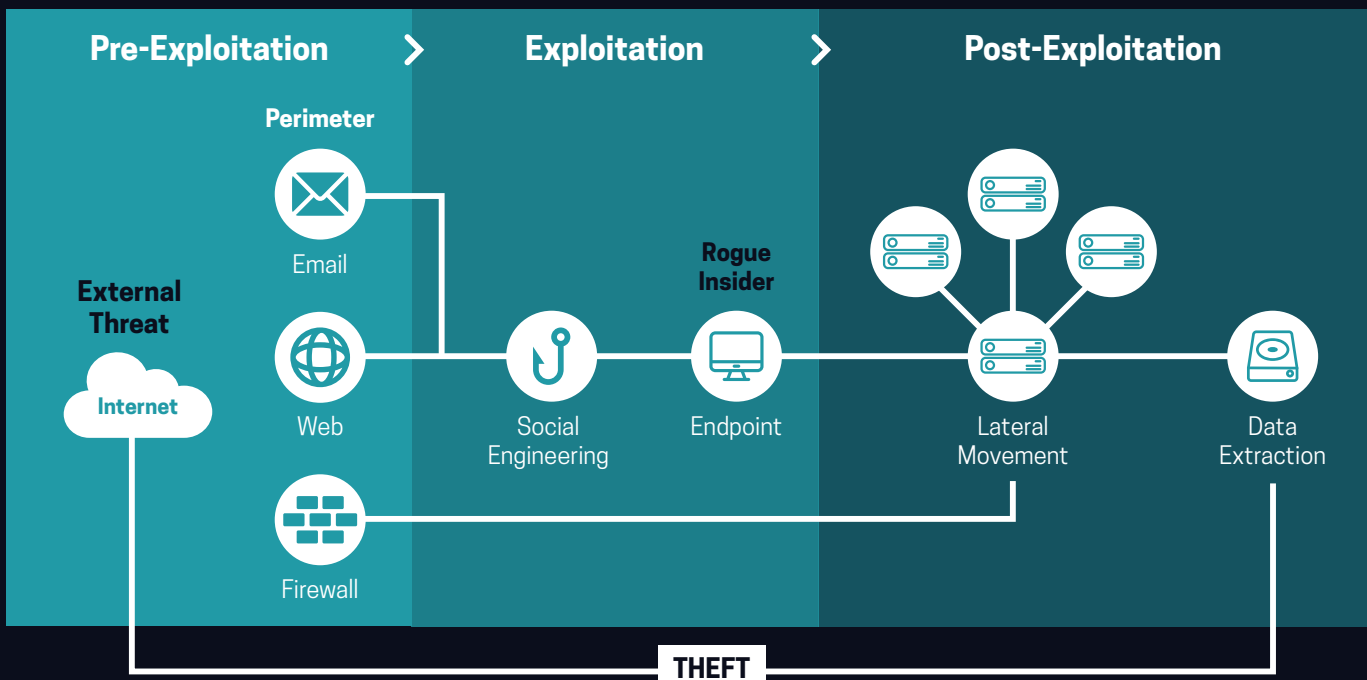 Pre-Exploitation
Exploitation
Post-Exploitation
Perimeter
Email
External
Threat
Internet
Web
Firewall
Social
Engineering
Rogue
Insider
Endpoint
Lateral
Movement
Data
Extraction
THEFT